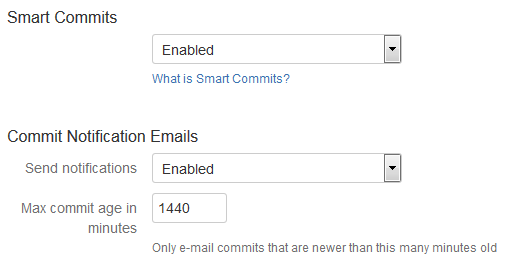 Smart Commits
Enabled
What is Smart Commits?
Commit Notification Emails
Send notifications
Enabled
Max commit age in
minutes
1440
Only e-mail commits that are newer than this many minutes old